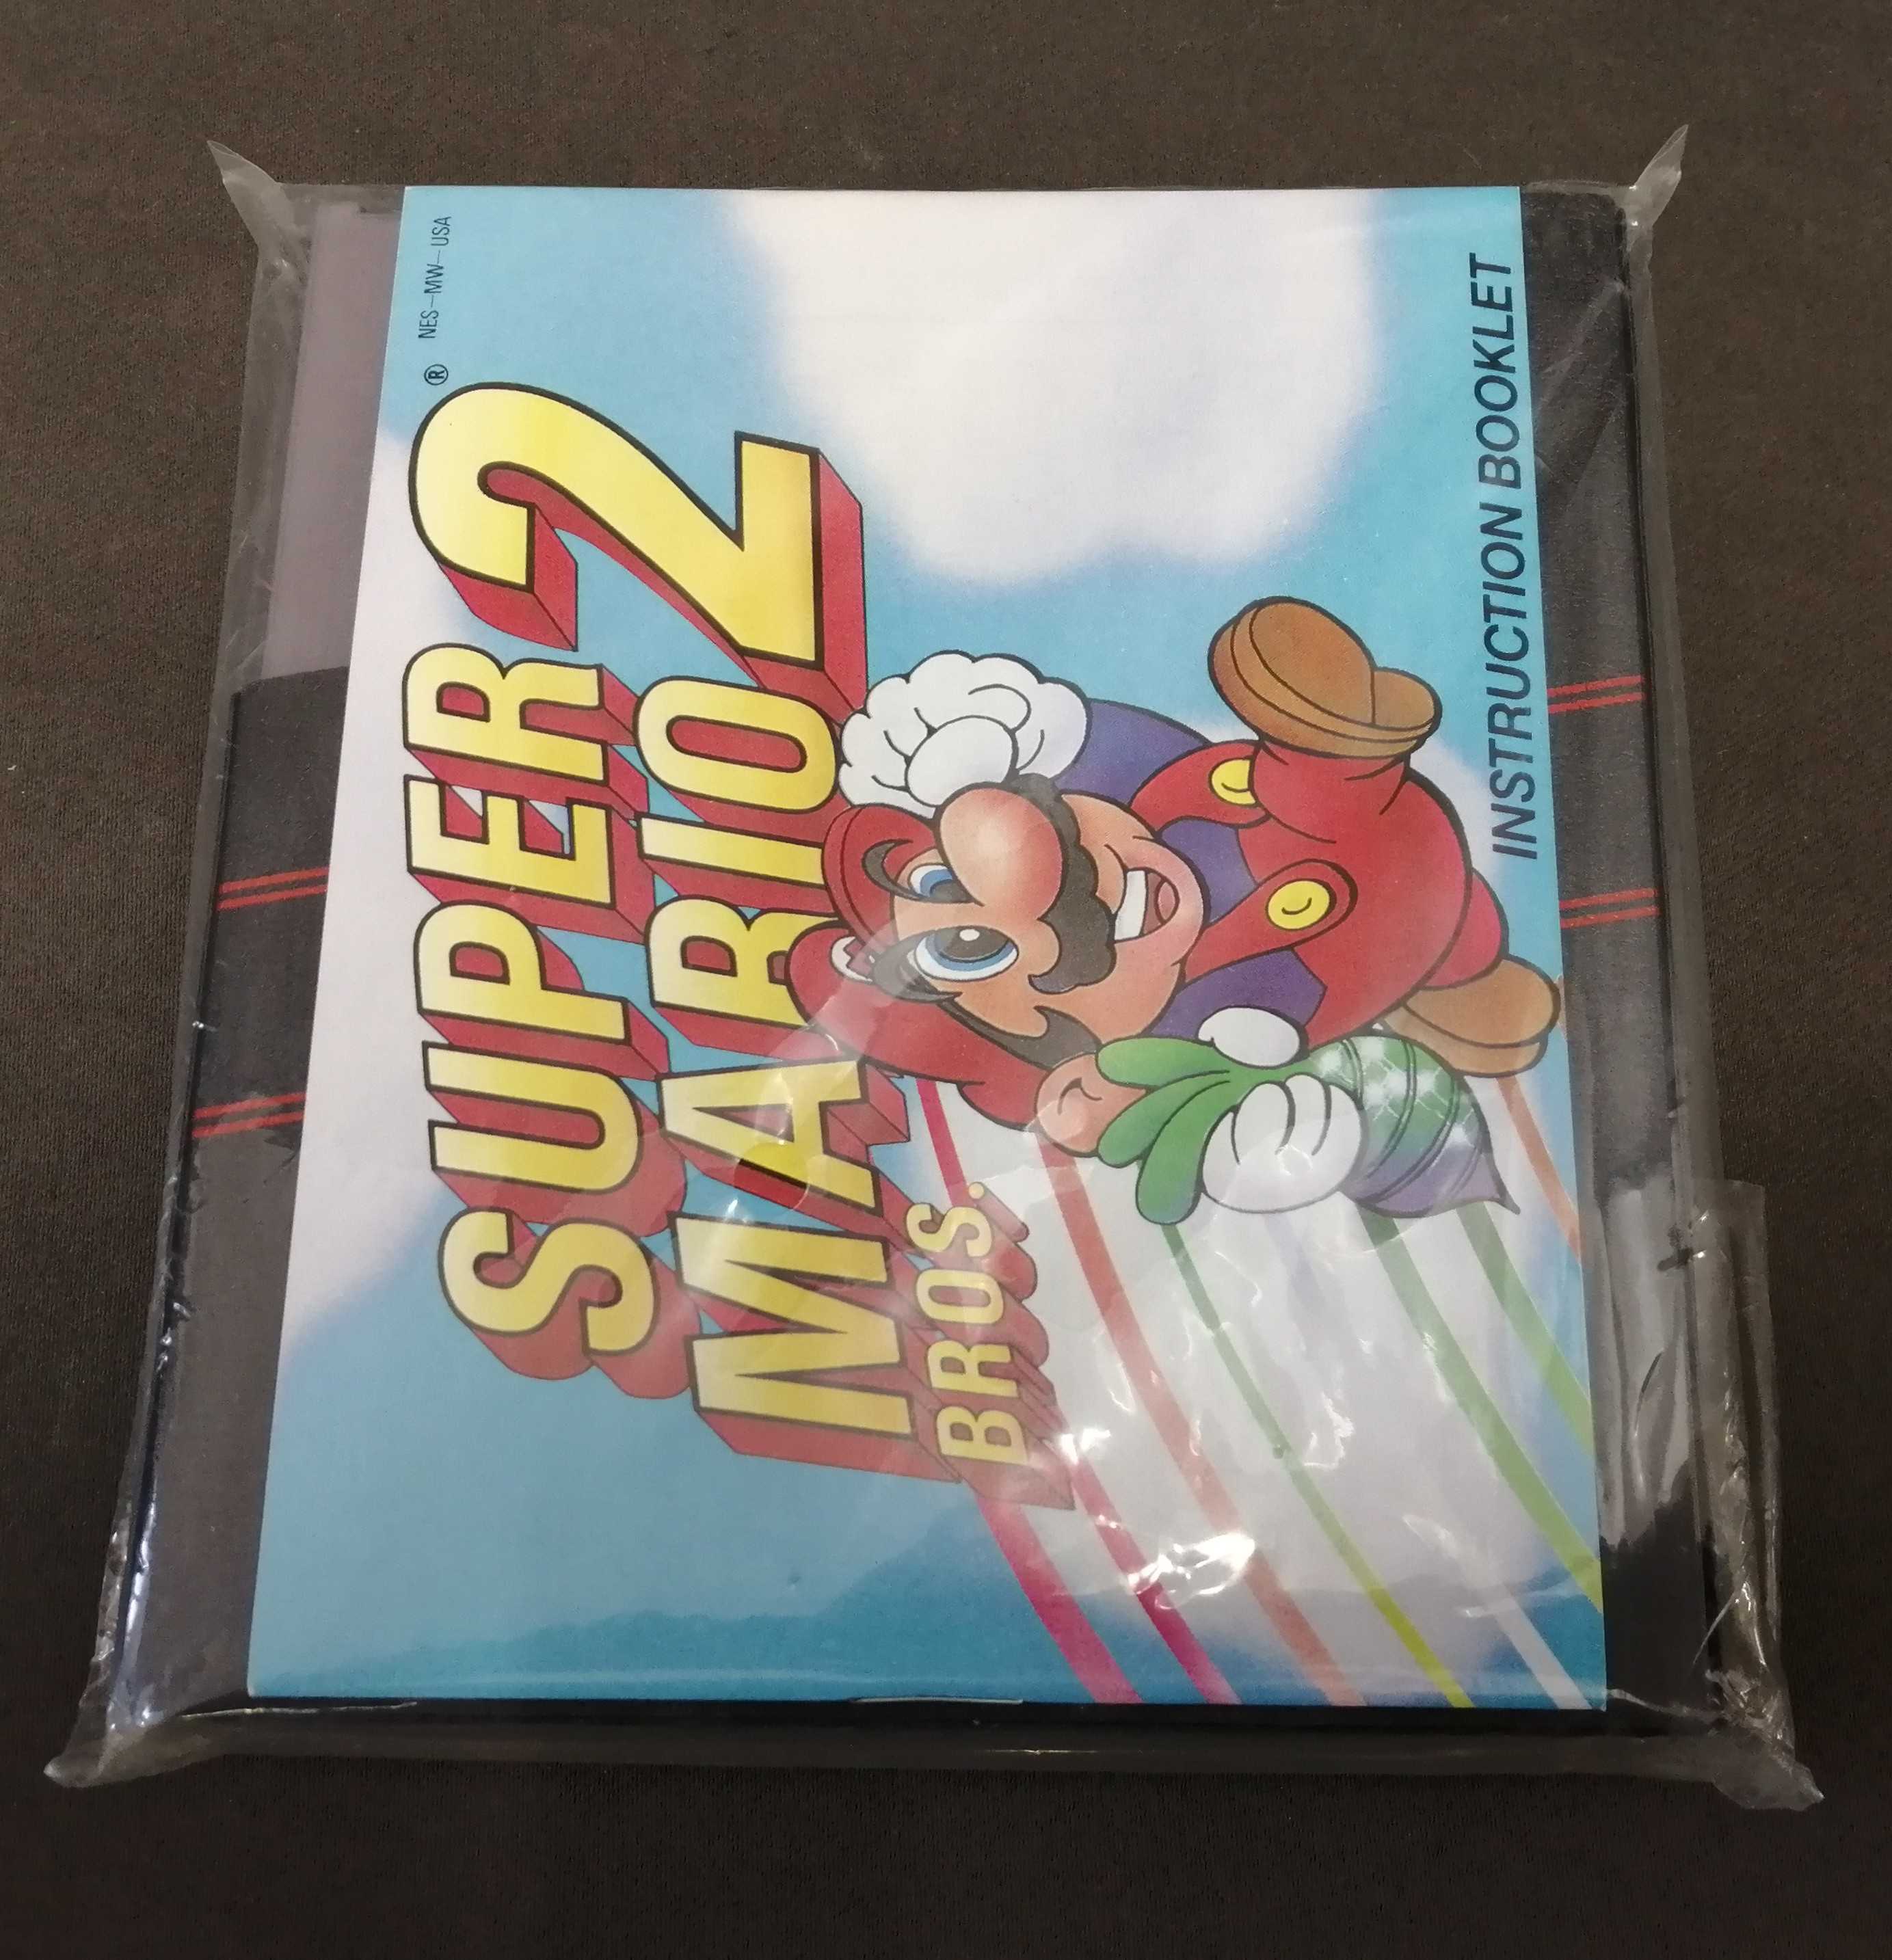 NES-MW-USA
SUPER
MARIO 2 ®
BROS.
INSTRUCTION BOOKLET